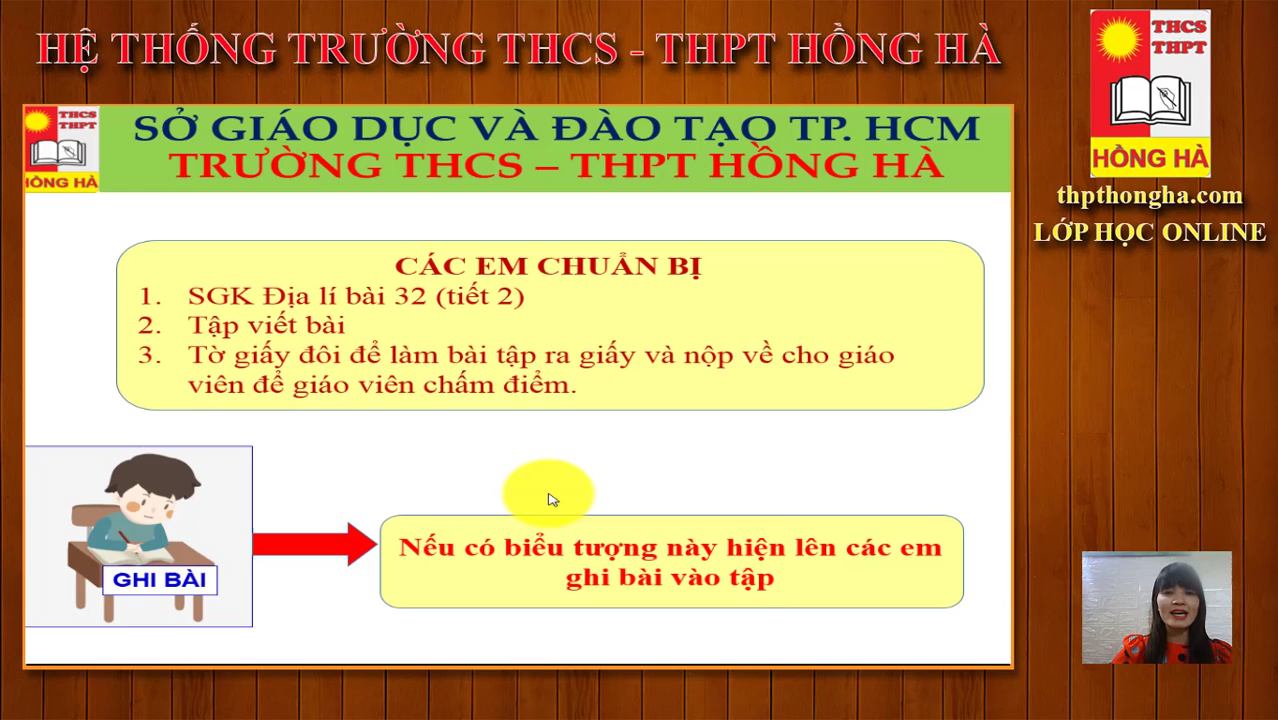 HỆ THỐNG TRƯỜNG THCS - THPT HỒNG HÀ
THCS
THPT
HỒNG HÀ
thpthongha.com
LỚP HỌC ONLINE
THCS
THPT
HỒNG HÀ
SỞ GIÁO DỤC VÀ ĐÀO TẠO TP. HCM
TRƯỜNG THCS – THPT HỒNG HÀ
CÁC EM CHUẨN BỊ
1. SGK Địa lí bài 32 (tiết 2)
2. Tập viết bài
3. Tờ giấy đôi để làm bài tập ra giấy và nộp về cho giáo
viên để giáo viên chấm điểm.
GHI BÀI
Nếu có biểu tượng này hiện lên các em
ghi bài vào tập